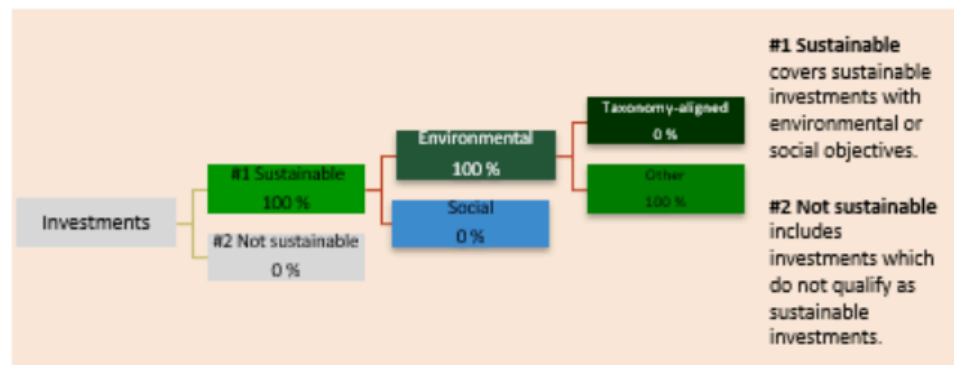 Investments
#1 Sustainable
100 %
#2 Not sustainable
0 %
Environmental
100 %
Social
0 %
Taxonomy-aligned
0 %
Other
100 %
#1 Sustainable
covers sustainable
investments with
environmental or
social objectives.
#2 Not sustainable
includes
investments which
do not qualify as
sustainable
investments.